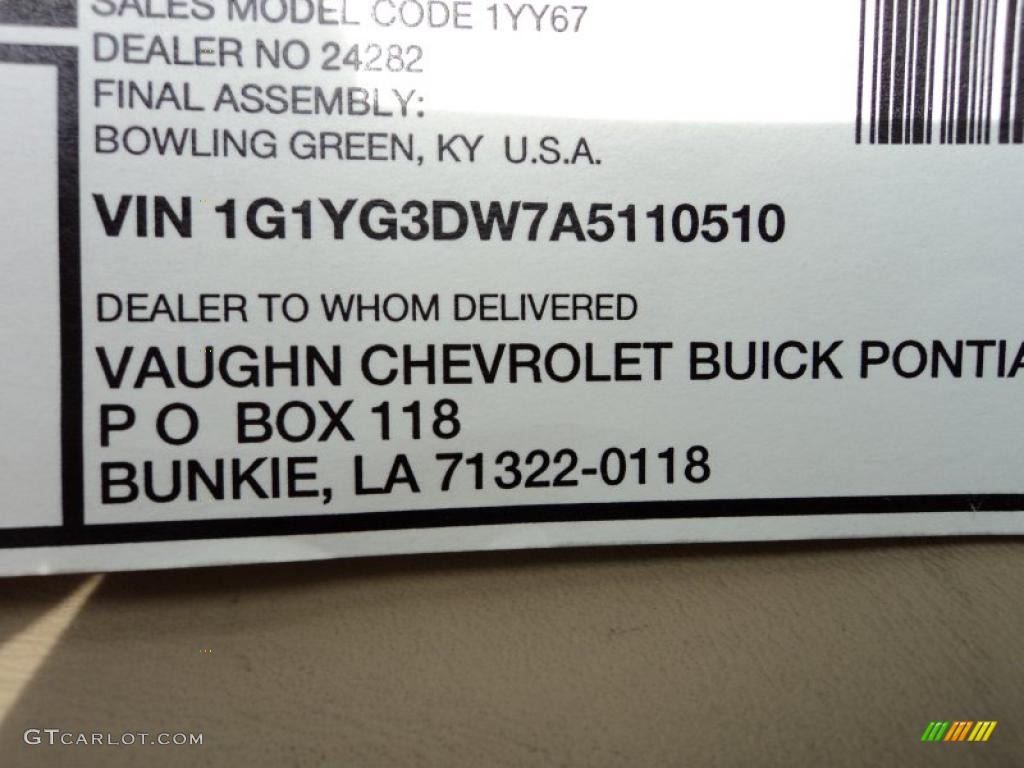 SALES MODEL CODE 1YY67
DEALER NO 24282
FINAL ASSEMBLY:
BOWLING GREEN, KY U.S.A.
VIN 1G1YG3DW7A5110510
DEALER TO WHOM DELIVERED
VAUGHN CHEVROLET BUICK PONTIA
P O BOX 118
BUNKIE, LA 71322-0118
GTCARLOT.COM